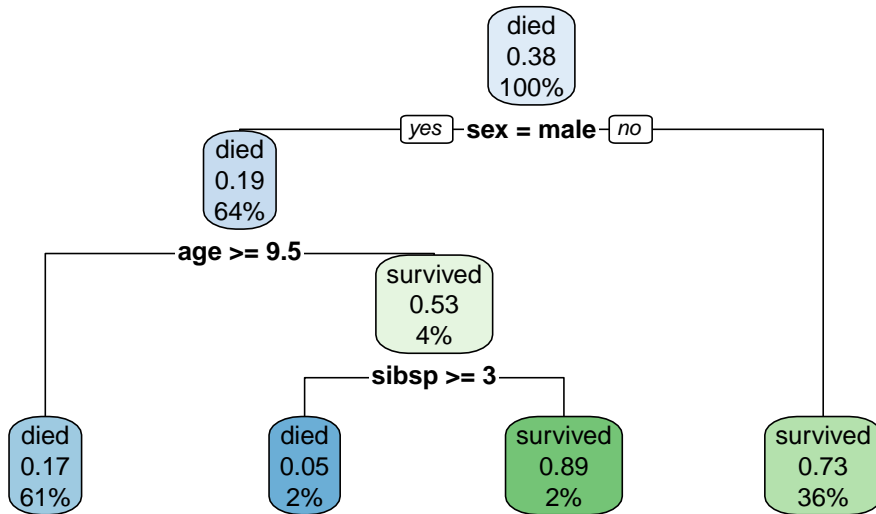 died
0.38
100%
yes sex = male no
died
0.19
64%
age >= 9.5
survived
0.53
4%
sibsp >= 3
died
0.17
61%
died
0.05
2%
survived
0.89
2%
survived
0.73
36%